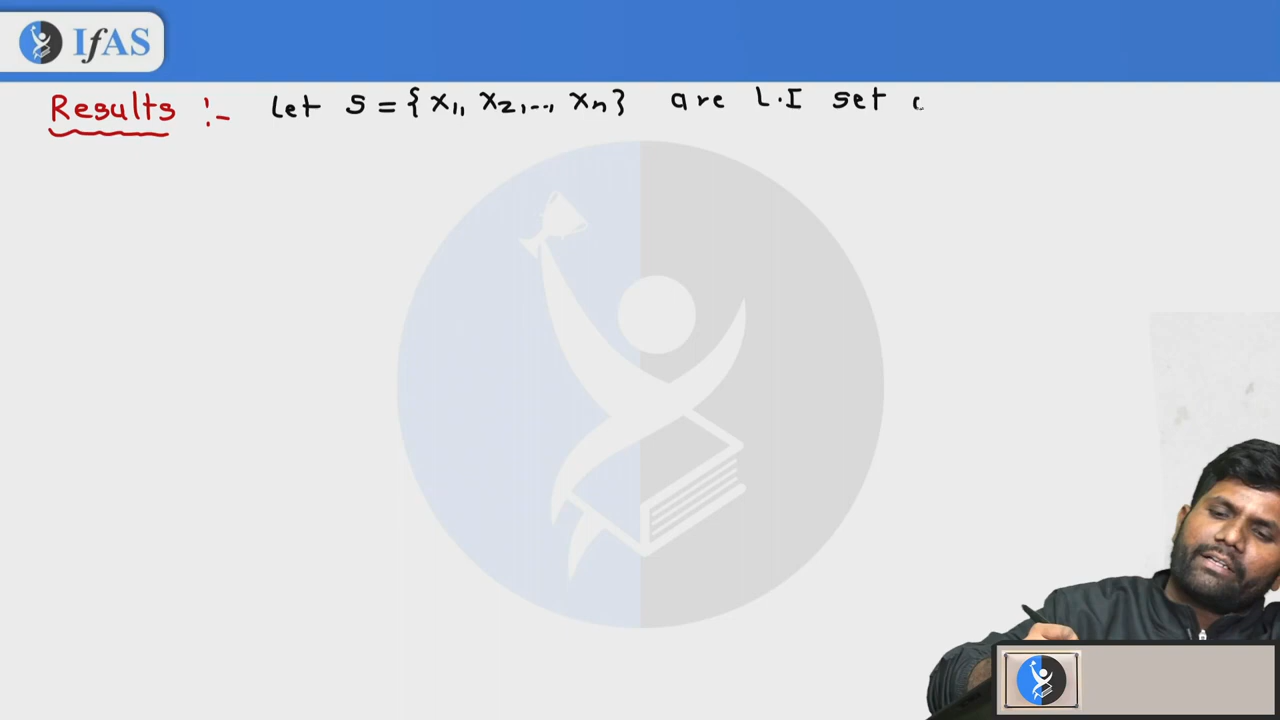 IfAS
Results :- Let S = {x₁, x₂,..., xₙ} are L.I set